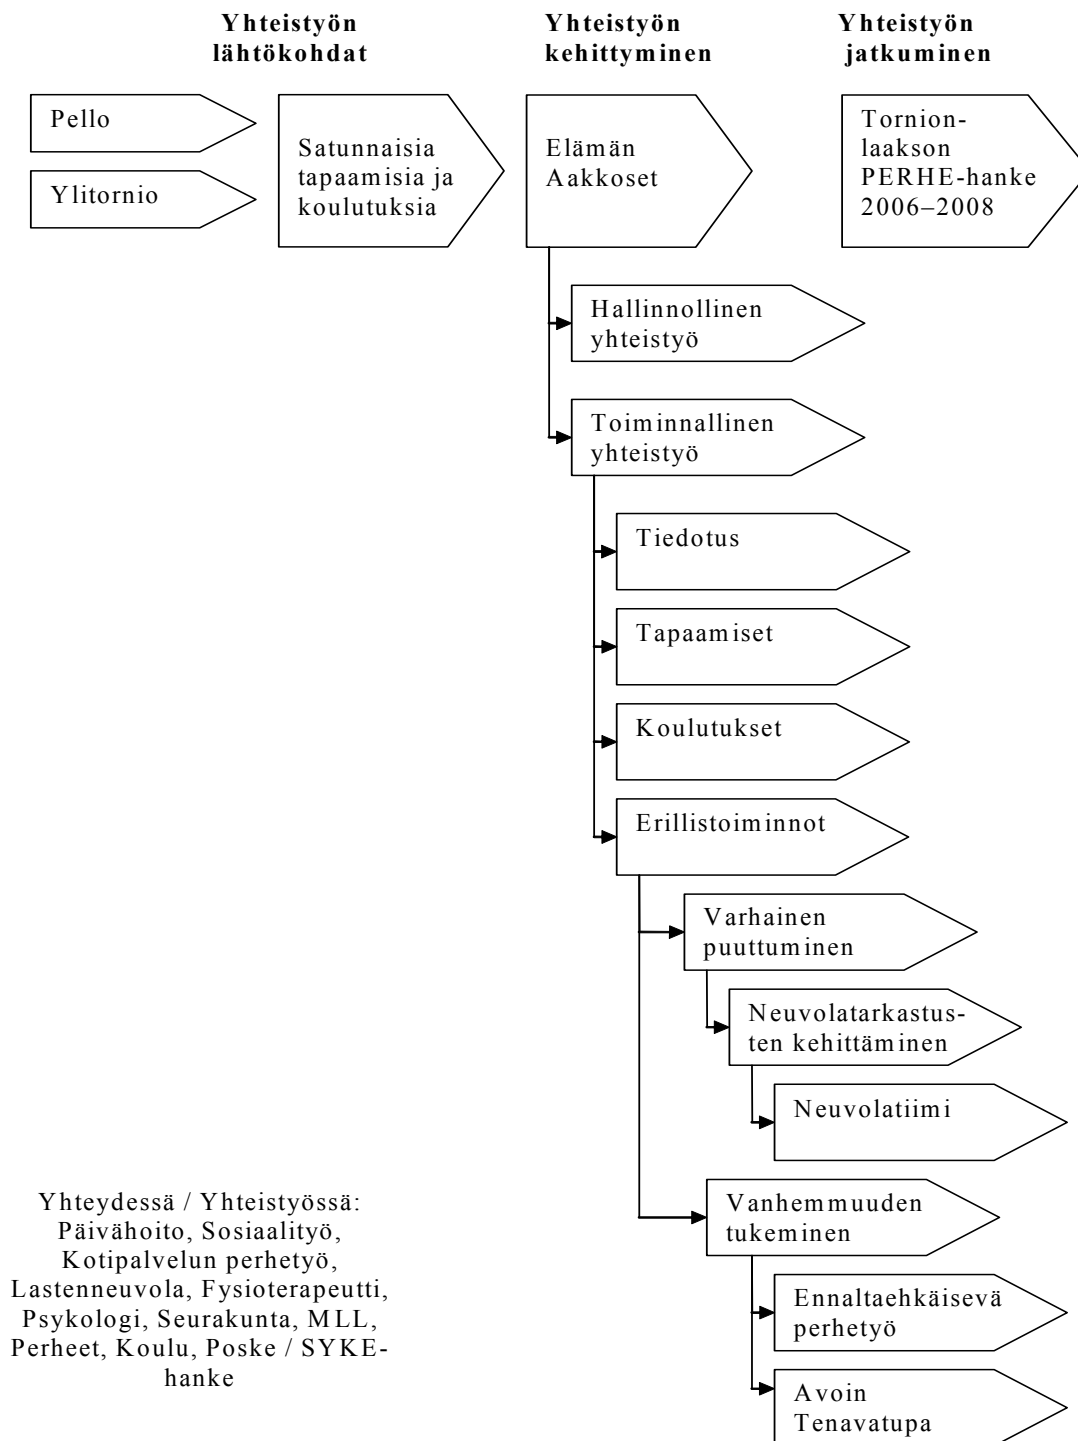 Yhteistyön
lähtökohdat
Yhteistyön
kehittyminen
Yhteistyön
jatkuminen
Pello
Ylitornio
Satunnaisia
tapaamisia ja
koulutuksia
Elämän
Aakkoset
Tornion-
laakson
PERHE-hanke
2006–2008
Hallinnollinen
yhteistyö
Toiminnallinen
yhteistyö
Tiedotus
Tapaamiset
Koulutukset
Erillistoiminnot
Varhainen
puuttuminen
Neuvolatarkastus-
ten kehittäminen
Neuvolatiimi
Vanhemmuuden
tukeminen
Ennaltaehkäisevä
perhetyö
Avoin
Tenavatupa
Yhteydessä / Yhteistyössä:
Päivähoito, Sosiaalityö,
Kotipalvelun perhetyö,
Lastenneuvola, Fysioterapeutti,
Psykologi, Seurakunta, MLL,
Perheet, Koulu, Poske / SYKE-
hanke